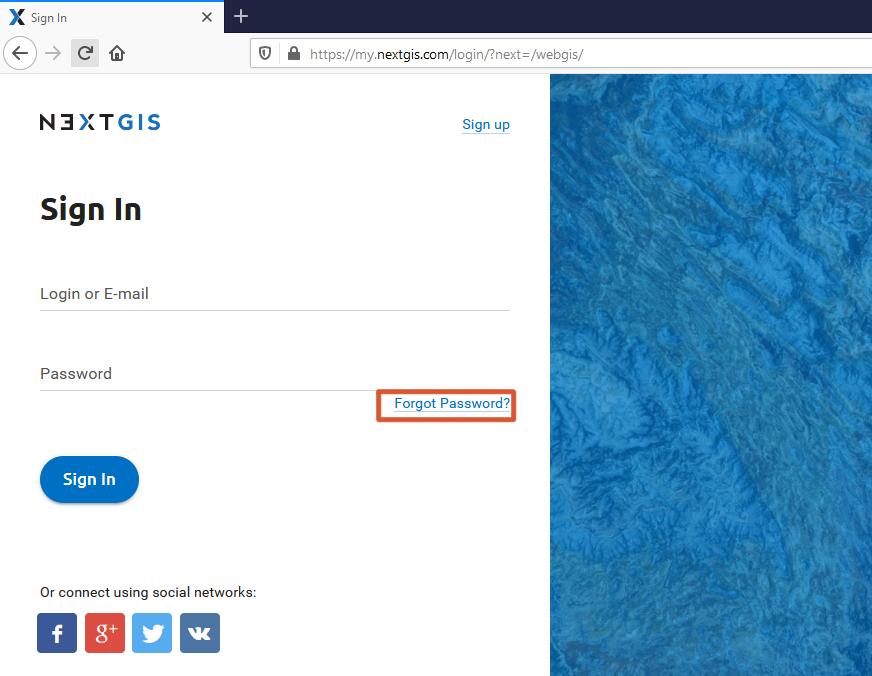 Sign In
https://my.nextgis.com/login/?next=/webgis/
NEXTGIS
Sign up
Sign In
Login or E-mail
Password
Forgot Password?
Sign In
Or connect using social networks:
f
g+